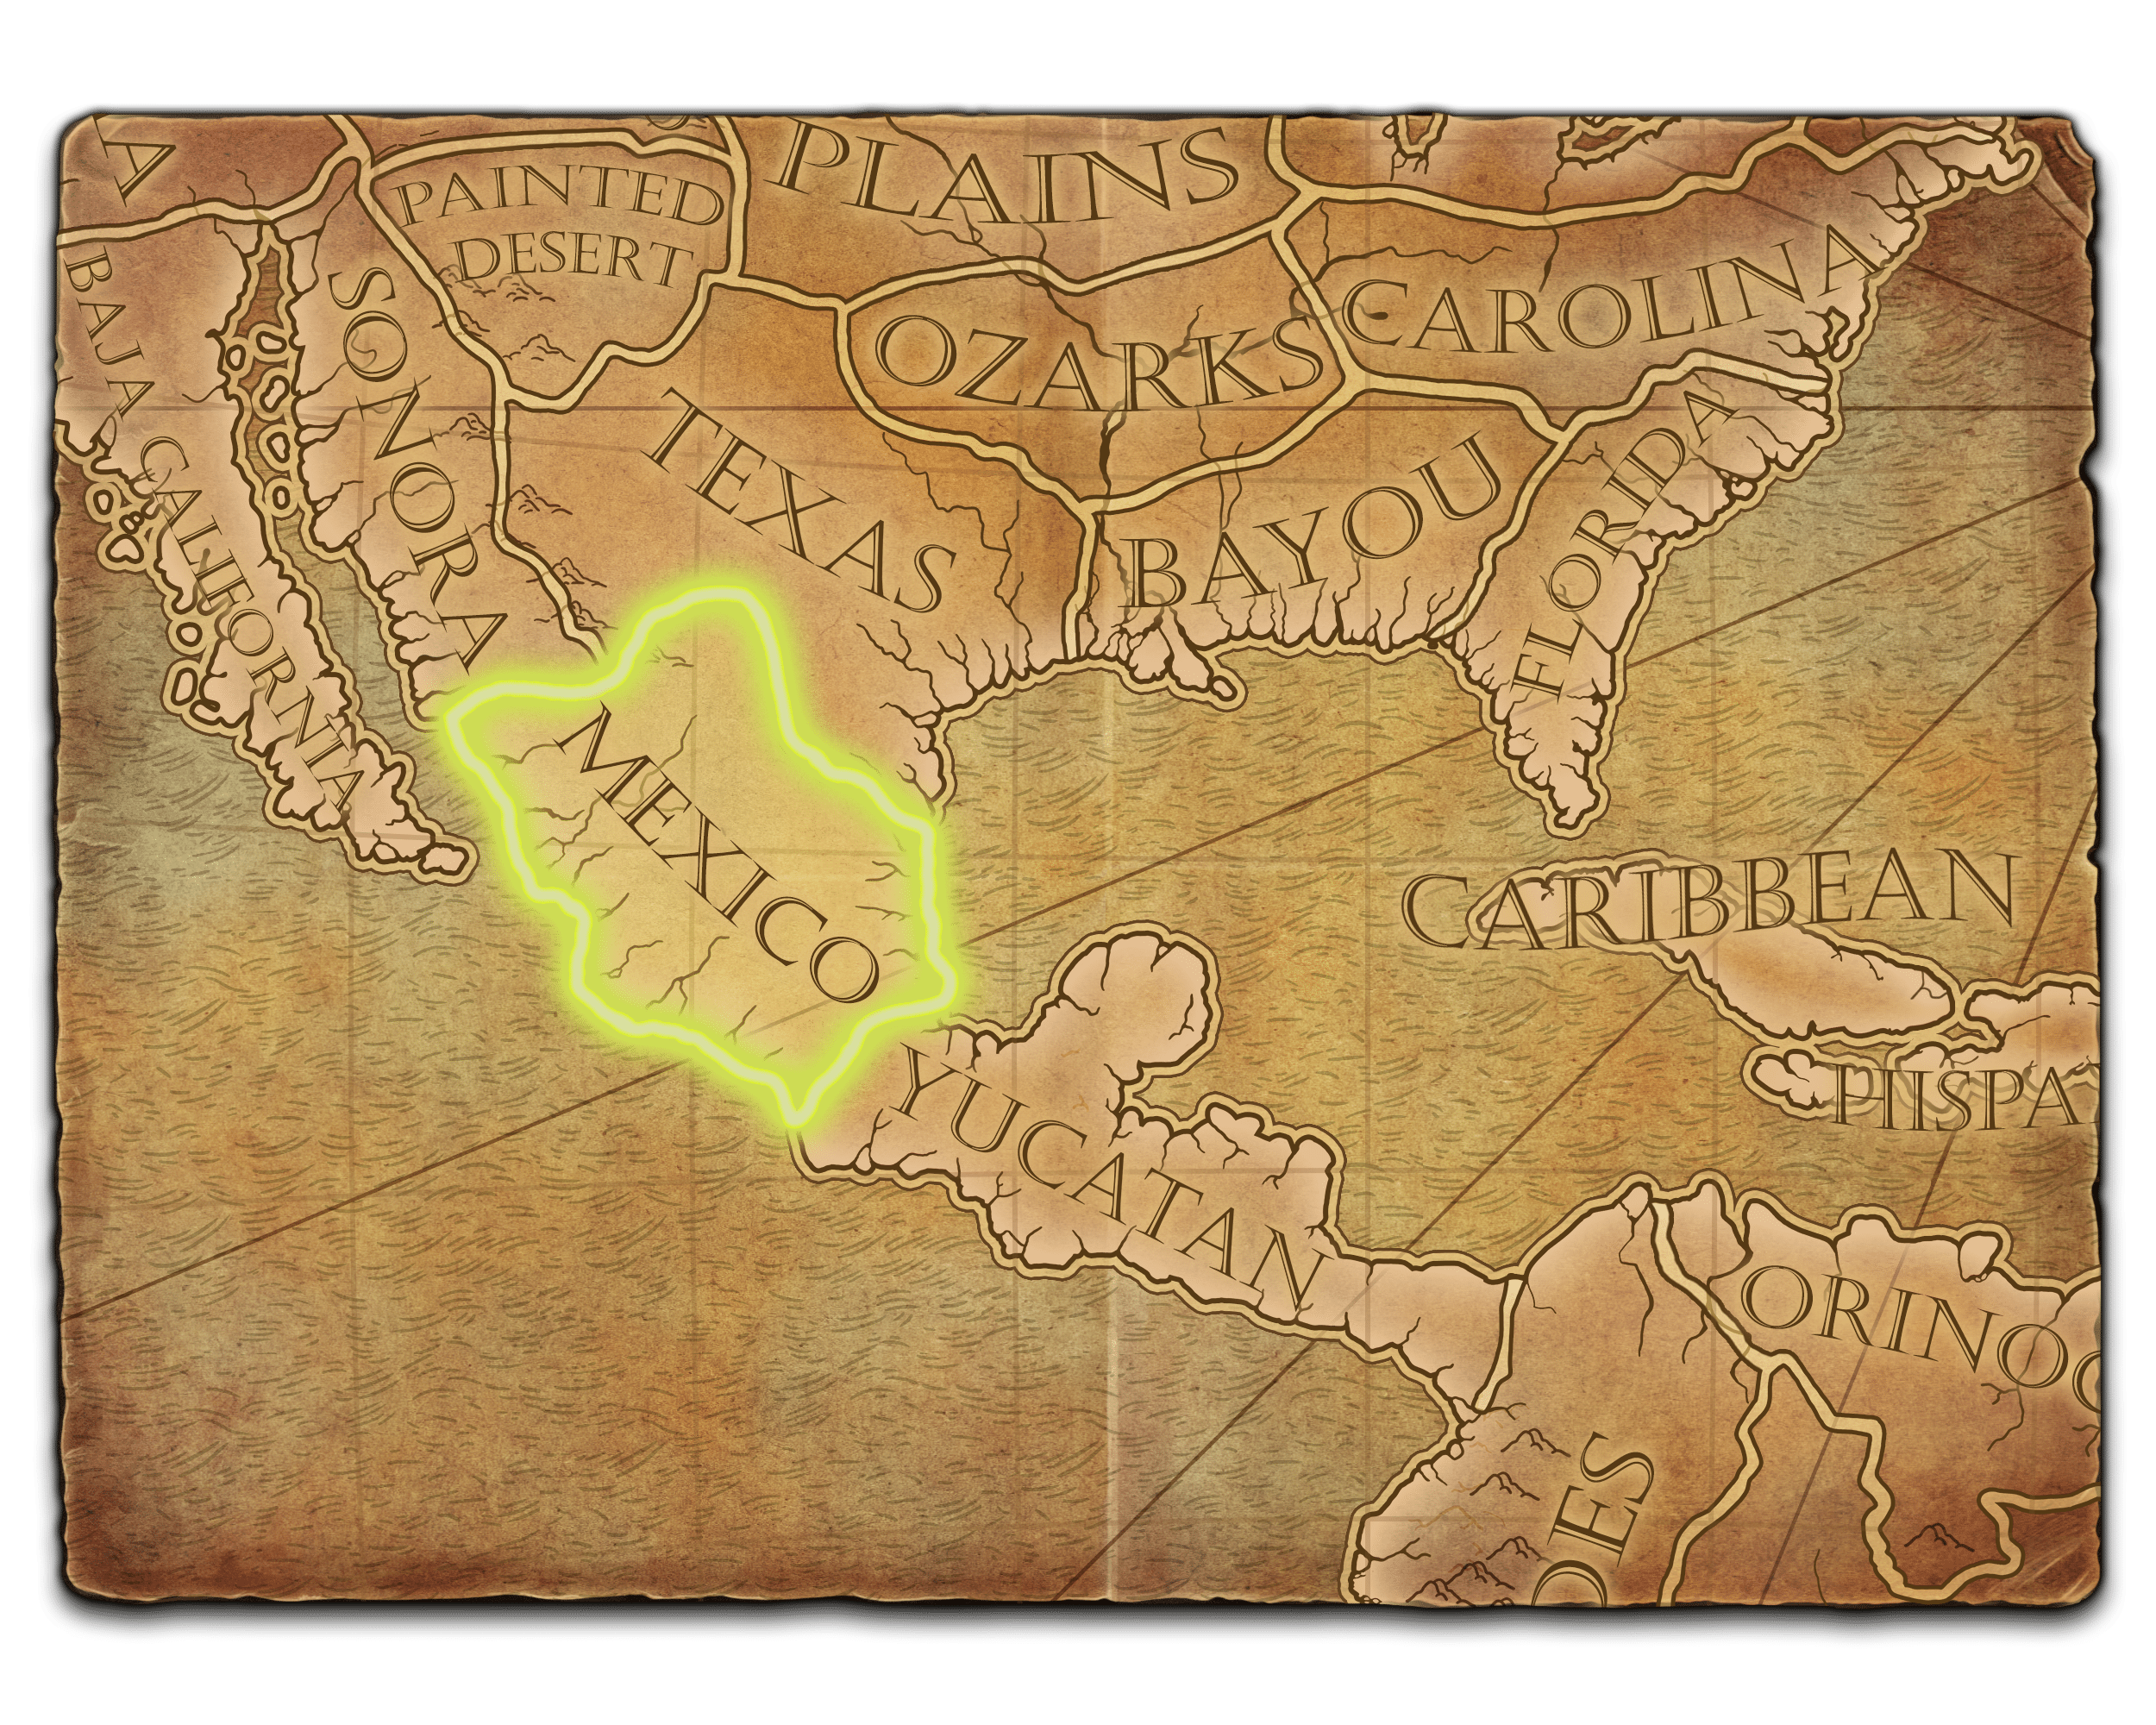 A
PLAINS
PAINTED
DESERT
BAJA CALIFORNIA
SONORA
CAROLINA
OZARKS
TEXAS
BAYOU
FLORIDA
MEXICO
CARIBBEAN
HISPA
YUCATAN
ORINOC
DES